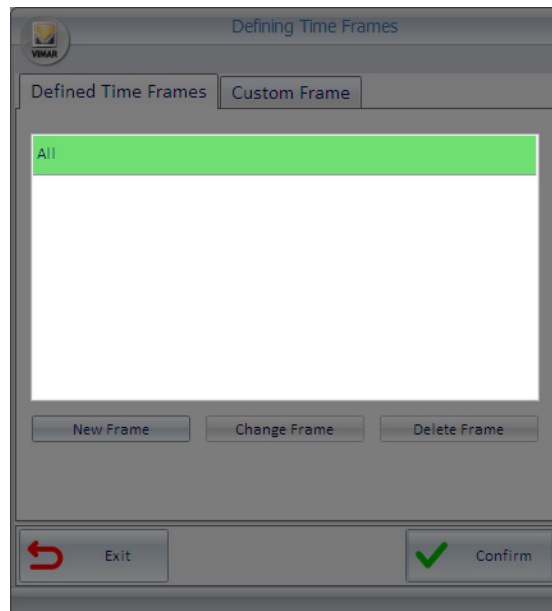 Defining Time Frames
VIMAR
Defined Time Frames
Custom Frame
All
New Frame
Change Frame
Delete Frame
Exit
Confirm